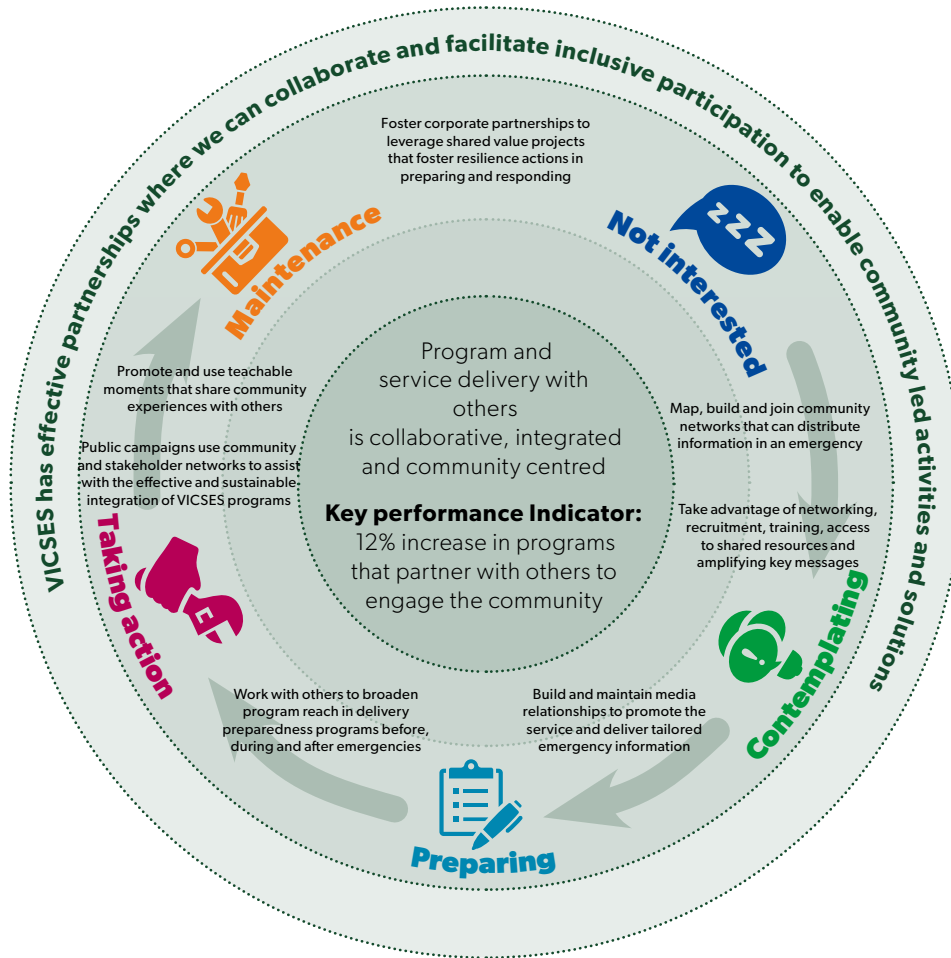 VICSES has effective partnerships where we can collaborate and facilitate inclusive participation to enable community led activities and solutions
Foster corporate partnerships to
leverage shared value projects
that foster resilience actions in
preparing and responding
zzz
Not interested
Map, build and join community
networks that can distribute
information in an emergency
Take advantage of networking,
recruitment, training, access
to shared resources and
amplifying key messages
Contemplating
Build and maintain media
relationships to promote the
service and deliver tailored
emergency information
Preparing
Work with others to broaden
program reach in delivery
preparedness programs before,
during and after emergencies
Taking action
Public campaigns use community
and stakeholder networks to assist
with the effective and sustainable
integration of VICSES programs
Promote and use teachable
moments that share community
experiences with others
Maintenance
Program and
service delivery with
others
is collaborative, integrated
and community centred
Key performance Indicator:
12% increase in programs
that partner with others to
engage the community